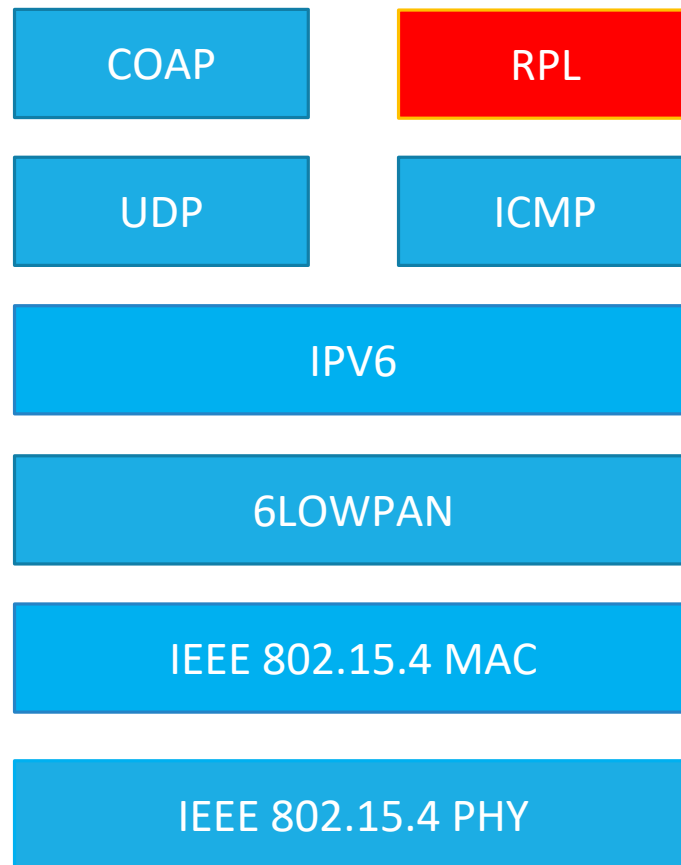 COAP
RPL
UDP
ICMP
IPV6
6LOWPAN
IEEE 802.15.4 MAC
IEEE 802.15.4 PHY